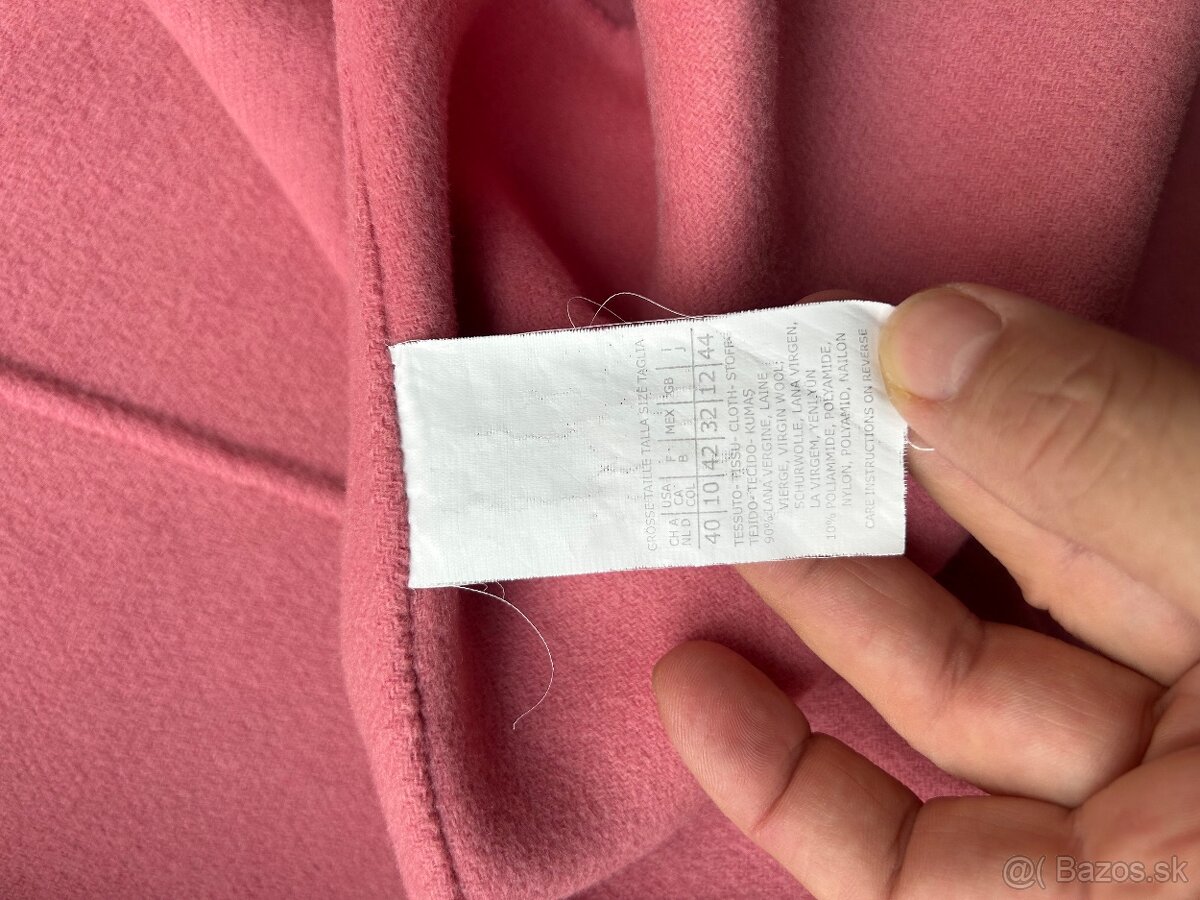 GRÖSSE TAILLE TALLA SIZE TAGLIA
CH A | USA | F · | MEX | GB | I
NL D | CA COL | B | J
40 | 10 | 42 | 32 | 12 | 44
TESSUTO- TISSU- CLOTH- STOFF-
TEJIDO- TECIDO- KUMAŞ
90% LANA VERGINE, LAINE
VIERGE, VIRGIN WOOL,
SCHURWOLLE, LANA VIRGEN,
LA VIRGEM, YENI YÜN
10% POLIAMMIDE, POLYAMIDE,
NYLON, POLYAMID, NAILON
CARE INSTRUCTIONS ON REVERSE
@( Bazos.sk